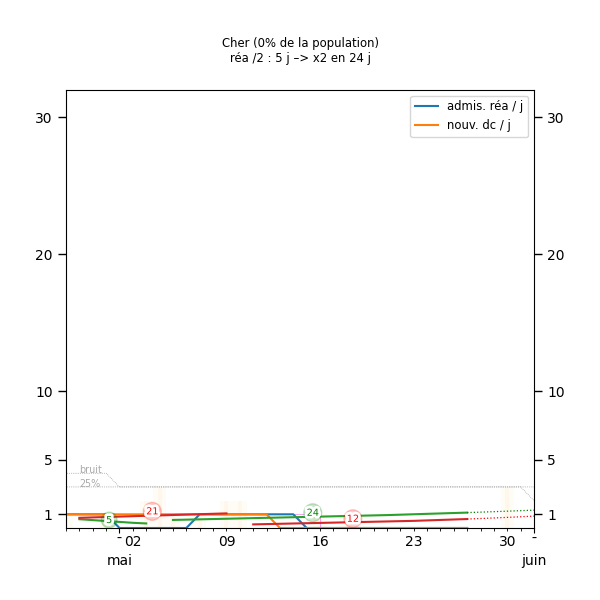 Cher (0% de la population)
réa /2 : 5 j –> x2 en 24 j
admis. réa / j
nouv. dc / j
30 30
20 20
10 10
5 5
bruit
25%
1 1
5 21 24 12
- 02 09 16 23 30 -
mai juin